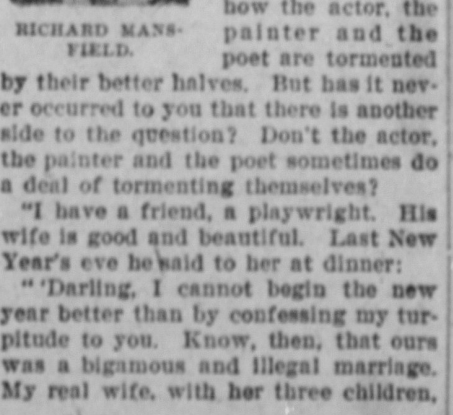 how the actor, the
RICHARD MANS-
FIELD.
painter and the
poet are tormented
by their better halves. But has it nev-
er occurred to you that there is another
side to the question? Don't the actor,
the painter and the poet sometimes do
a deal of tormenting themselves?
"I have a friend, a playwright. His
wife is good and beautiful. Last New
Year's eve he said to her at dinner:
"'Darling, I cannot begin the new
year better than by confessing my tur-
pitude to you. Know, then, that ours
was a bigamous and illegal marriage.
My real wife, with her three children,